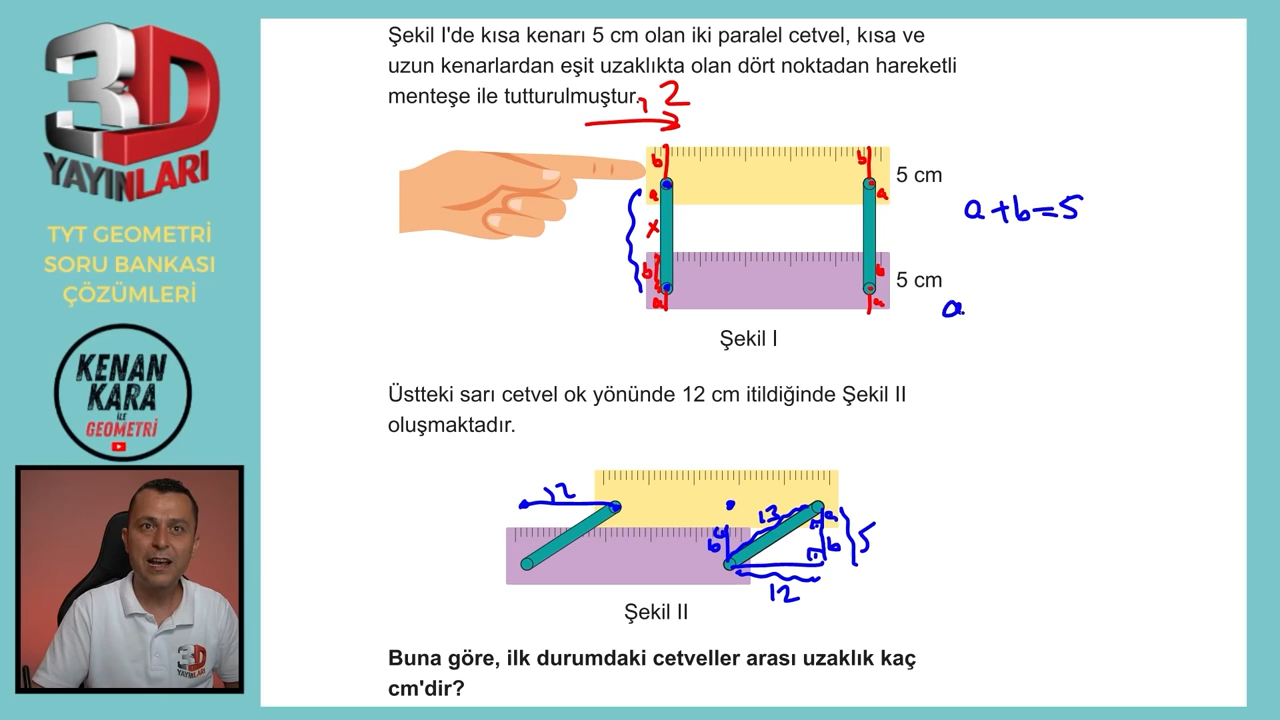 3D
YAYINLARI
TYT GEOMETRİ
SORU BANKASI
ÇÖZÜMLERİ
KENAN
KARA
İLE
GEOMETRİ
3D
YAYINLARI
Şekil I'de kısa kenarı 5 cm olan iki paralel cetvel, kısa ve
uzun kenarlardan eşit uzaklıkta olan dört noktadan hareketli
menteşe ile tutturulmuştur.
12
b
b
a
a
5 cm
a+b=5
x
b
b
a
a
5 cm
a
Şekil I
Üstteki sarı cetvel ok yönünde 12 cm itildiğinde Şekil II
oluşmaktadır.
12
13
a
b
b
5
12
Şekil II
Buna göre, ilk durumdaki cetveller arası uzaklık kaç
cm'dir?